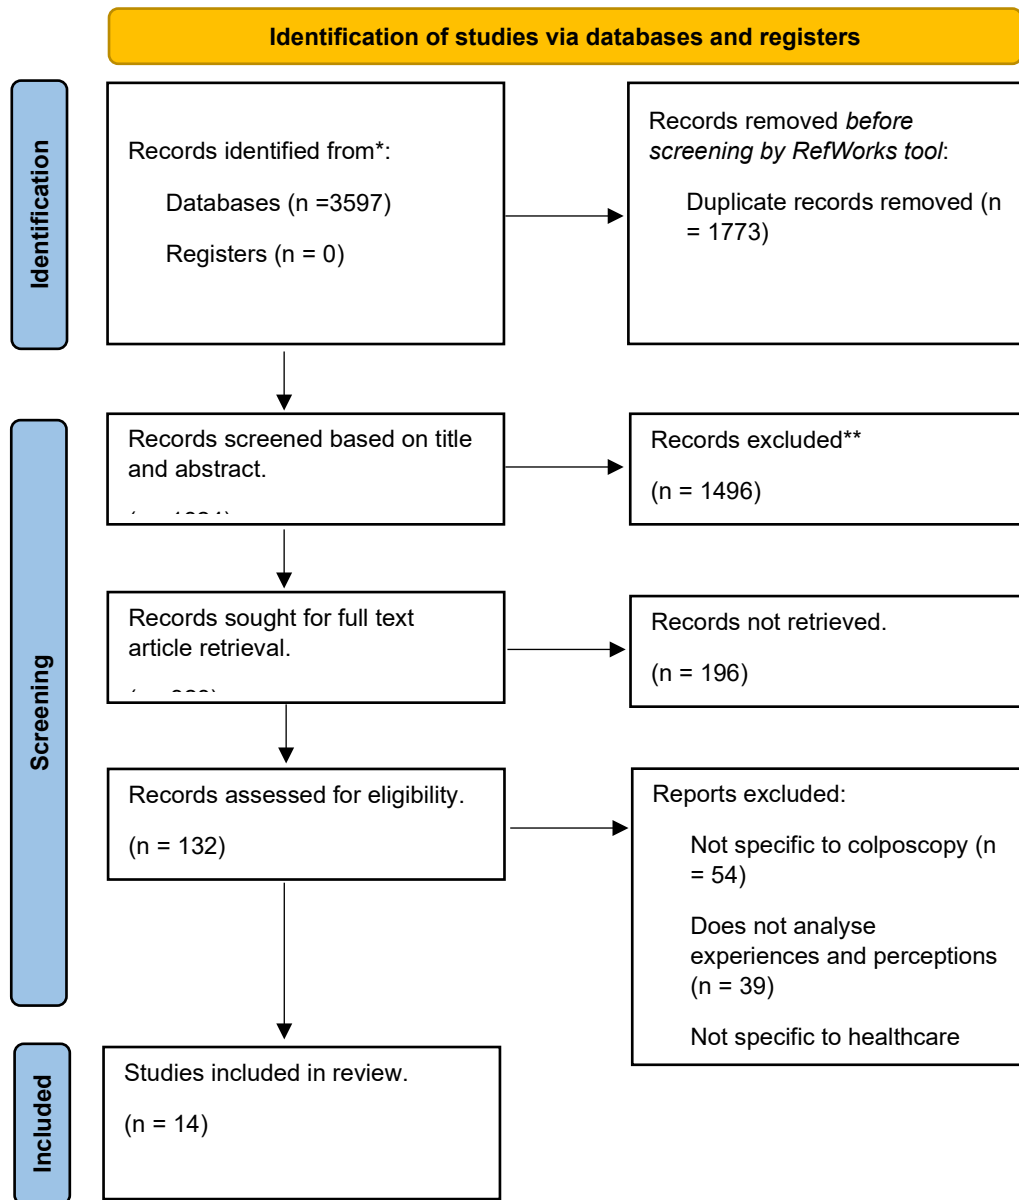 Identification of studies via databases and registers
Identification
Records identified from*:
Databases (n =3597)
Registers (n = 0)
Records removed before
screening by RefWorks tool:
Duplicate records removed (n
= 1773)
Screening
Records screened based on title
and abstract.
Records excluded**
(n = 1496)
Records sought for full text
article retrieval.
Records not retrieved.
(n = 196)
Records assessed for eligibility.
(n = 132)
Reports excluded:
Not specific to colposcopy (n
= 54)
Does not analyse
experiences and perceptions
(n = 39)
Not specific to healthcare
Included
Studies included in review.
(n = 14)